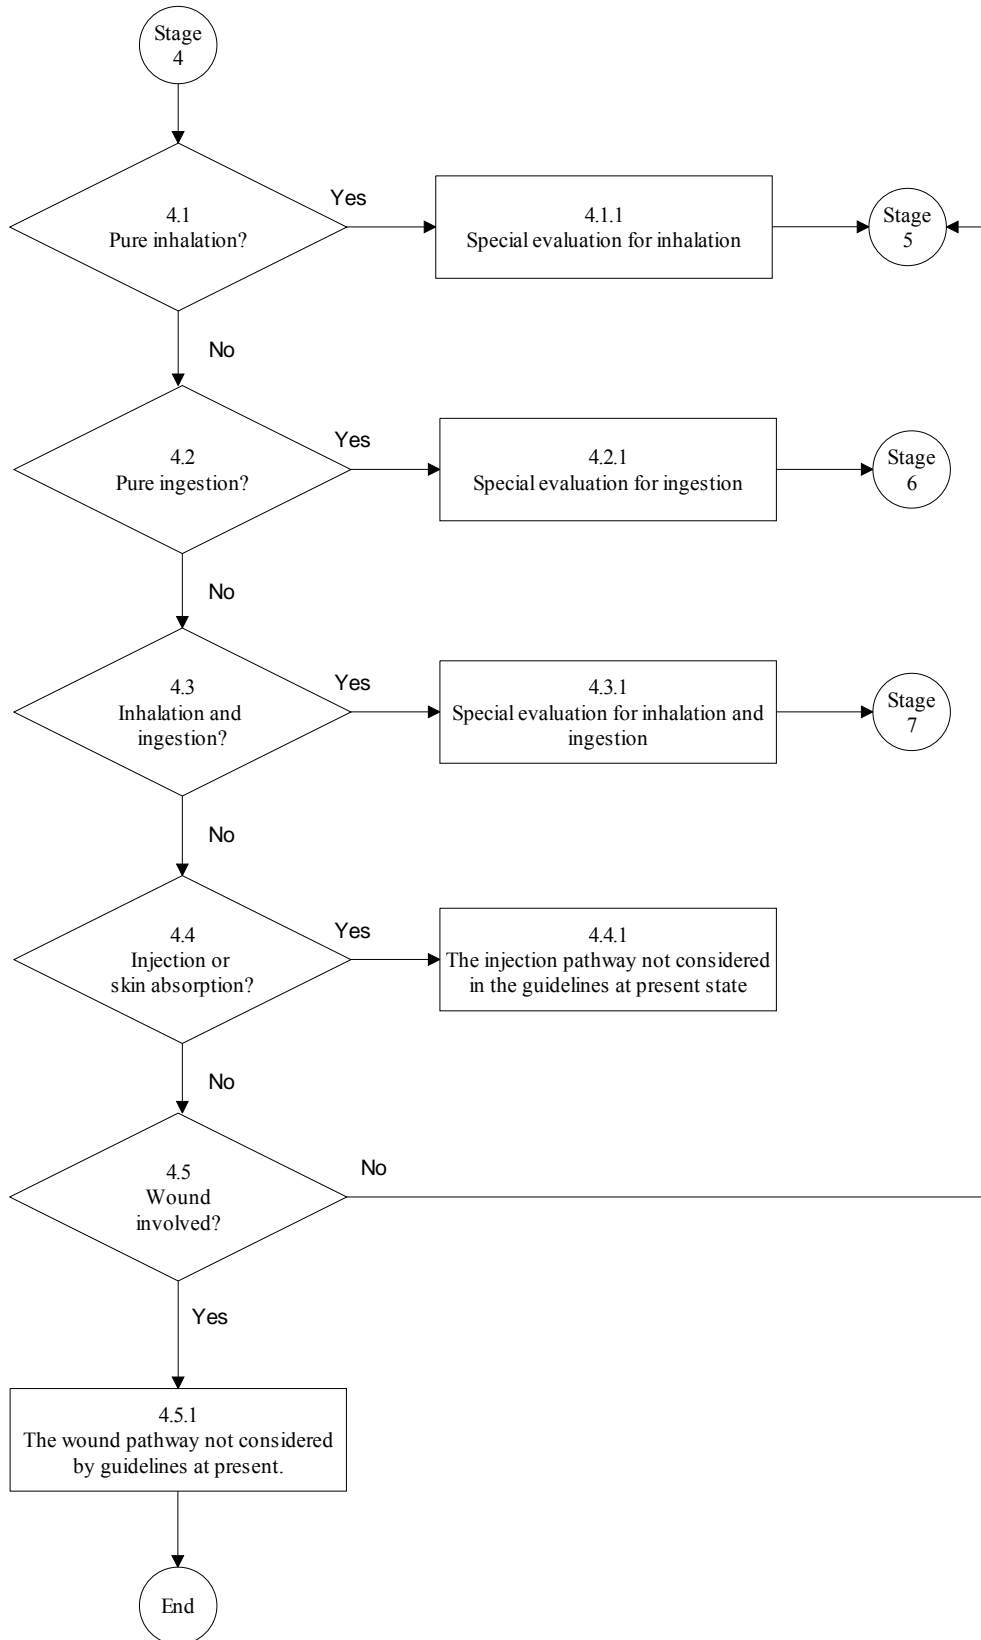 Stage
4
4.1
Pure inhalation?
Yes
4.1.1
Special evaluation for inhalation
Stage
5
No
4.2
Pure ingestion?
Yes
4.2.1
Special evaluation for ingestion
Stage
6
No
4.3
Inhalation and
ingestion?
Yes
4.3.1
Special evaluation for inhalation and
ingestion
Stage
7
No
4.4
Injection or
skin absorption?
Yes
4.4.1
The injection pathway not considered
in the guidelines at present state
No
4.5
Wound
involved?
No
Yes
4.5.1
The wound pathway not considered
by guidelines at present.
End